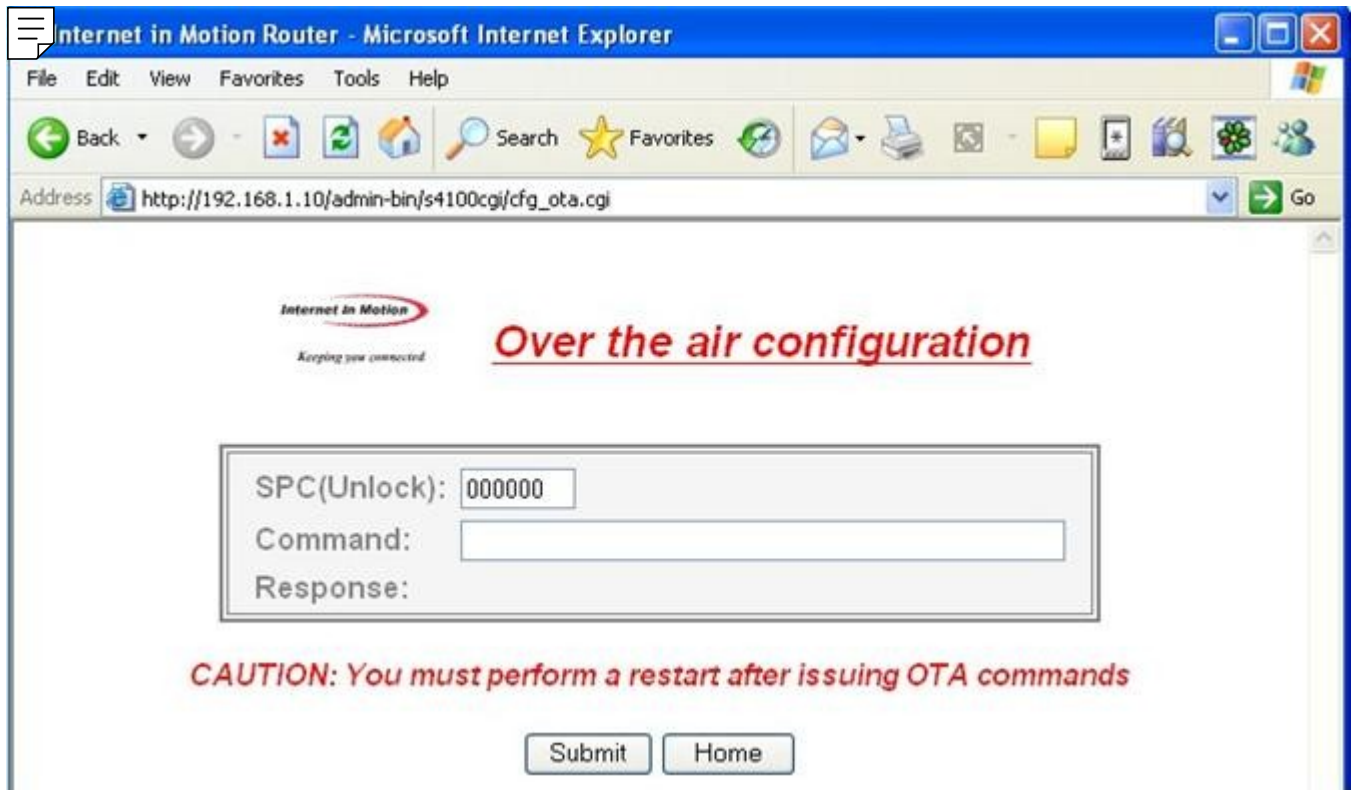 Internet in Motion Router - Microsoft Internet Explorer
File Edit View Favorites Tools Help
Back Search Favorites
Address http://192.168.1.10/admin-bin/s4100cgi/cfg_ota.cgi Go
Internet In Motion
Keeping you connected
Over the air configuration
SPC(Unlock): 000000
Command:
Response:
CAUTION: You must perform a restart after issuing OTA commands
Submit Home